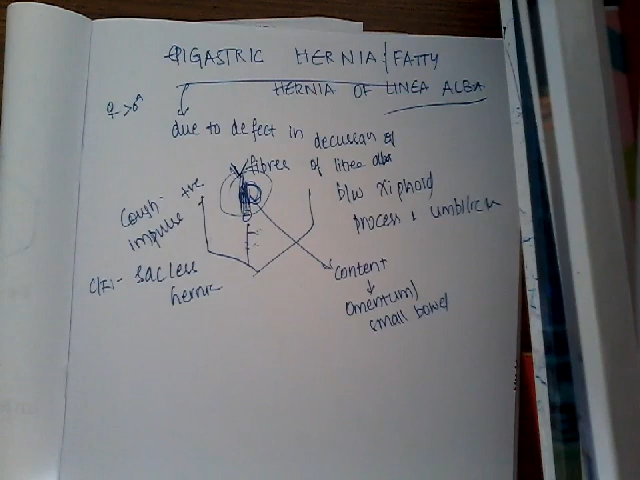 EPIGASTRIC HERNIA / FATTY
HERNIA OF LINEA ALBA
♀ > ♂
due to defect in decussan of
fibres of linea alba
b/w xiphoid
process & umbilicus
Cough - +ve
impulse
C/F:- Sacless
hernia
content
↓
omentum /
small bowel